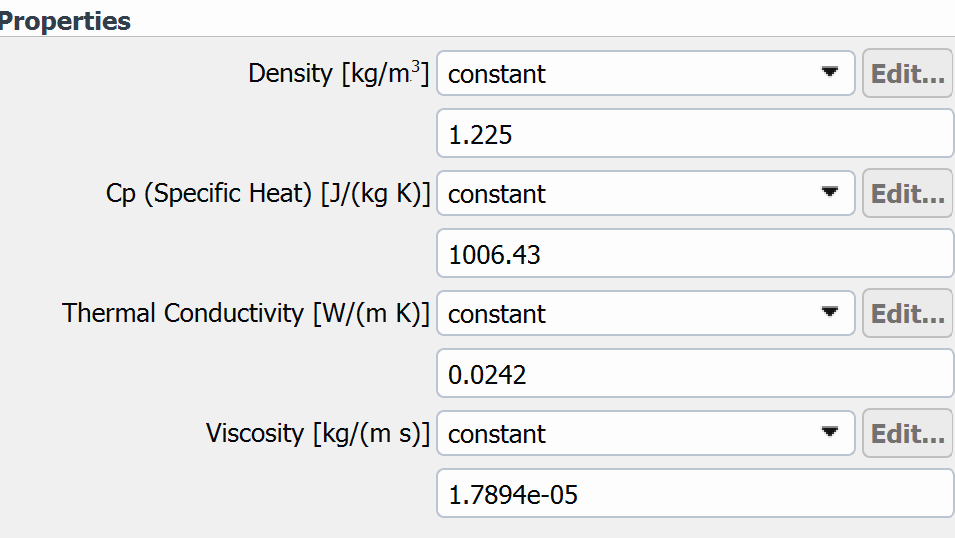 Properties
Density [kg/m³] constant Edit...
1.225
Cp (Specific Heat) [J/(kg K)] constant Edit...
1006.43
Thermal Conductivity [W/(m K)] constant Edit...
0.0242
Viscosity [kg/(m s)] constant Edit...
1.7894e-05